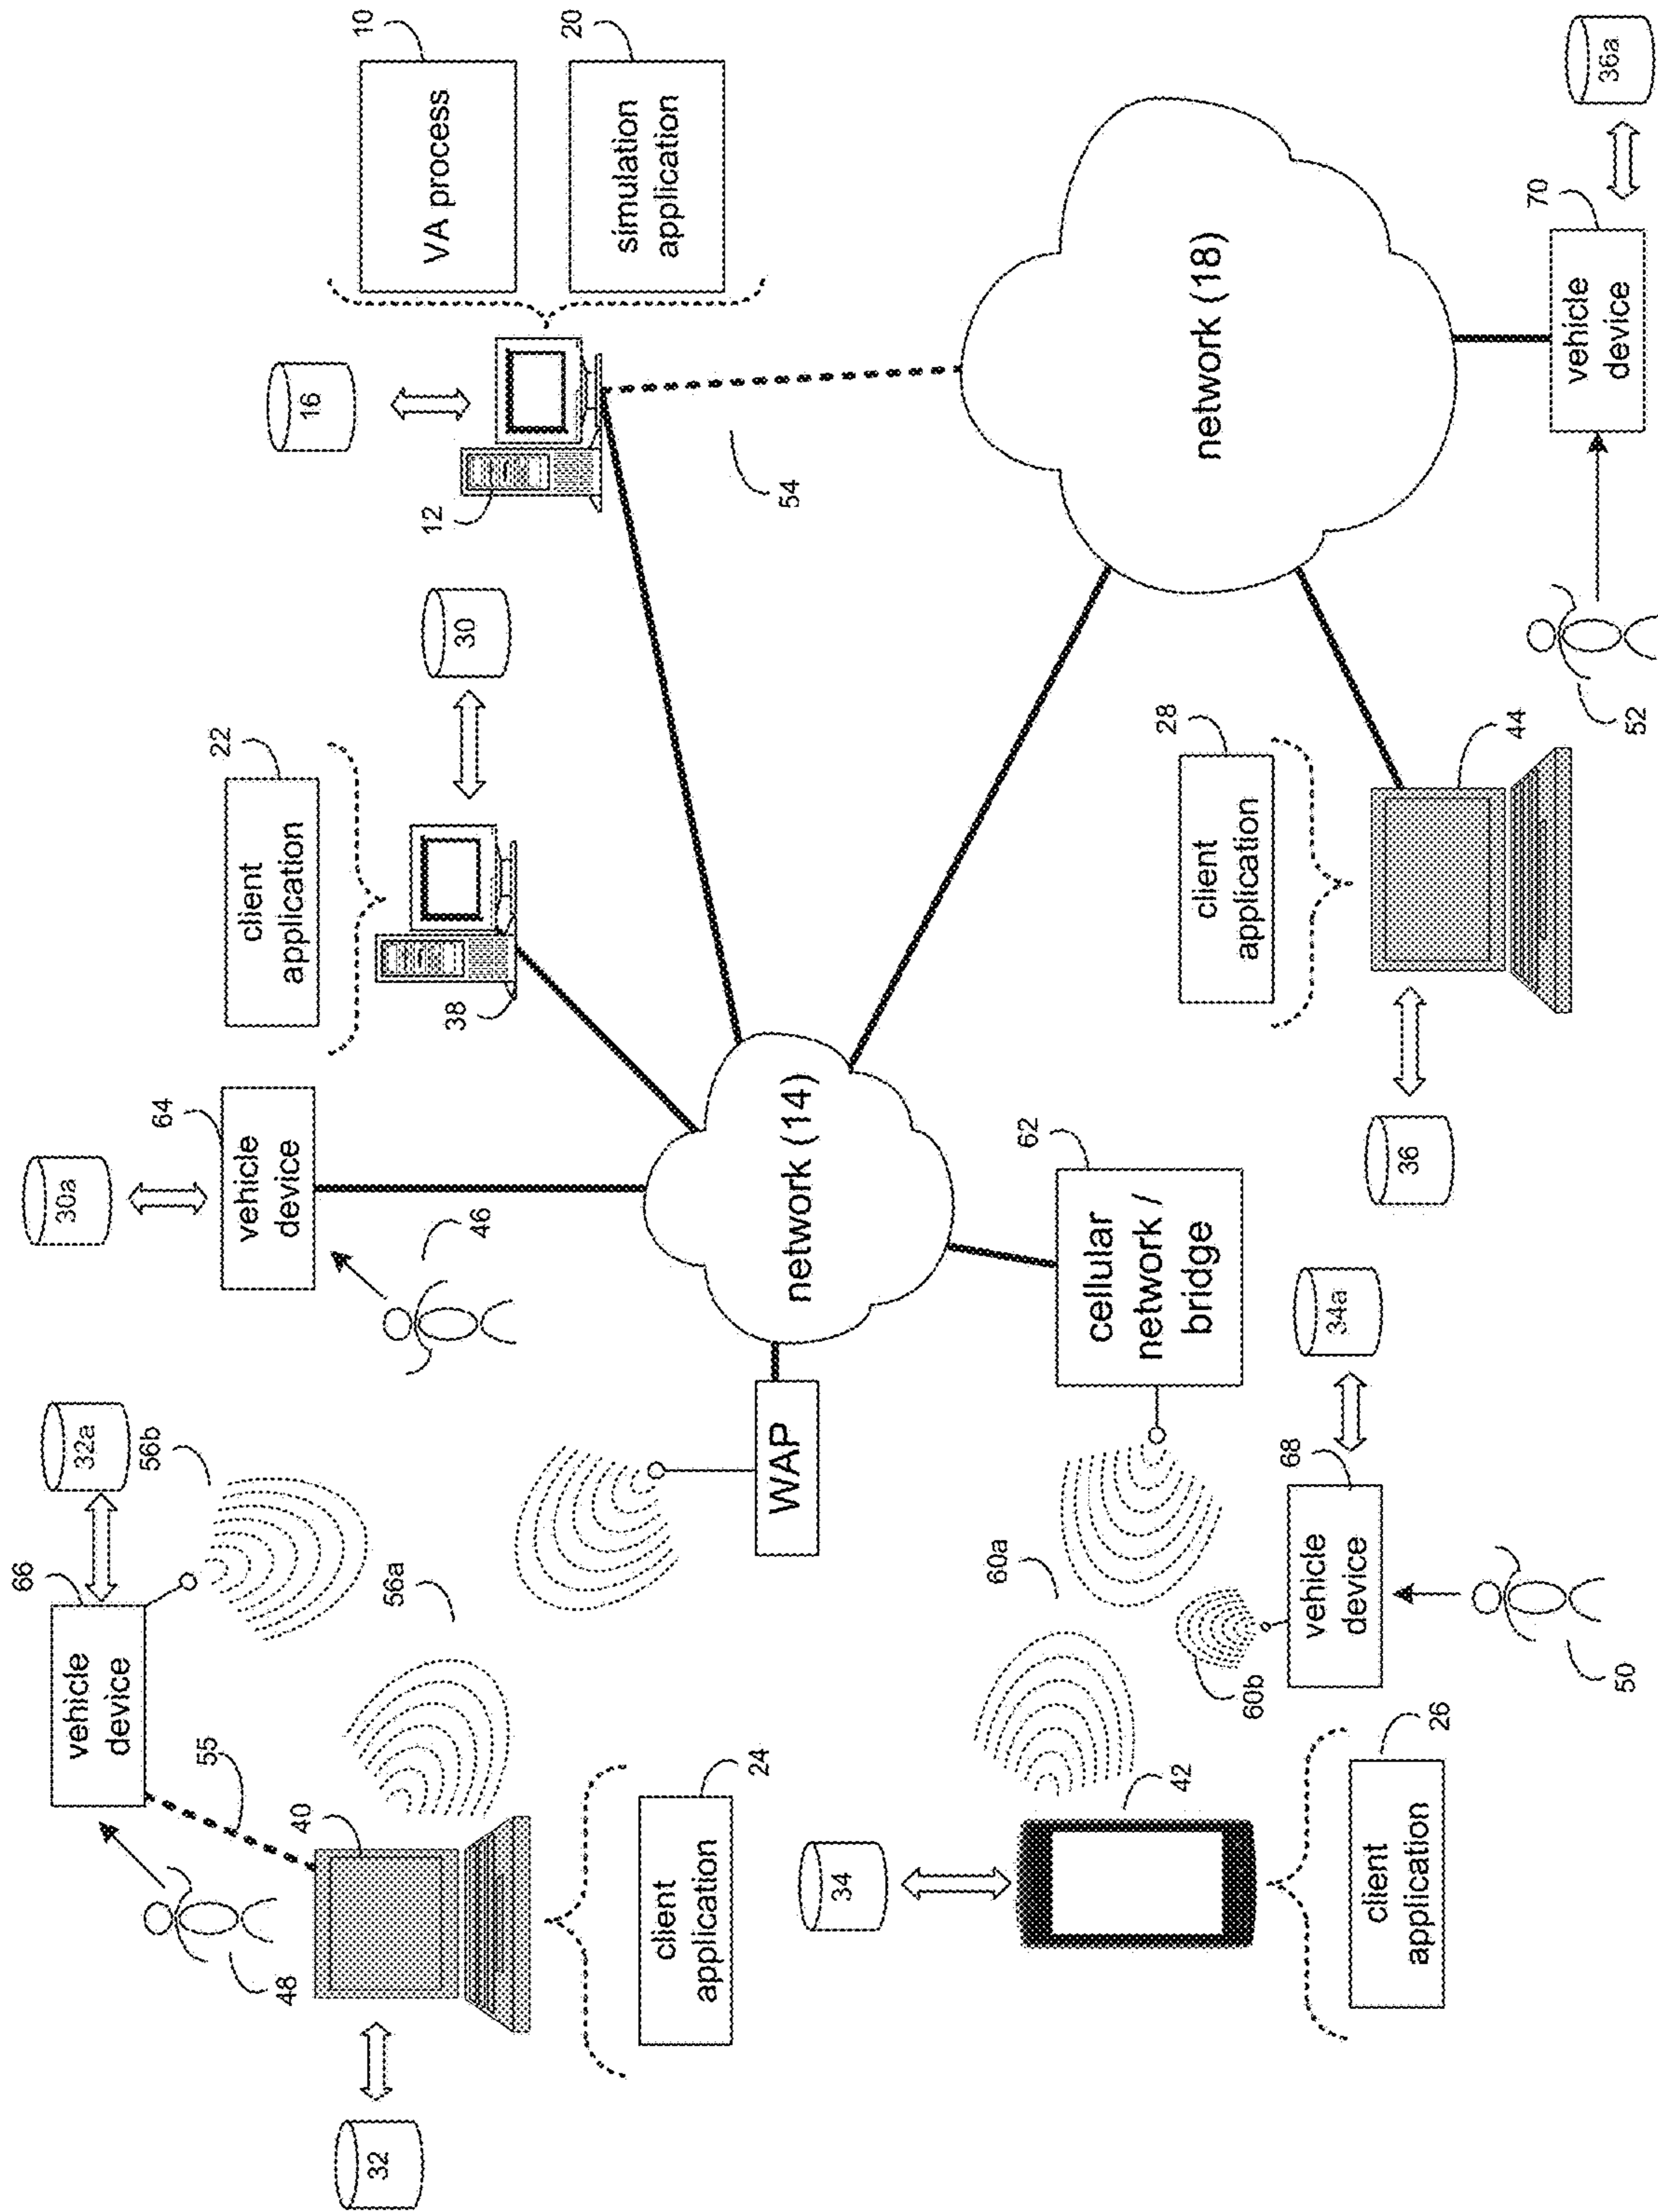 66
30a
32a
vehicle
device
56b
64
22
55
vehicle
device
client
application
48
16
40
10
32
56a
12
VA process
38
30
46
20
simulation
application
client
application
24
WAP
54
network (14)
34
60a
62
cellular
network /
bridge
42
28
network (18)
client
application
60b
68
34a
vehicle
device
client
application
36
26
44
70
vehicle
device
36a
50
52